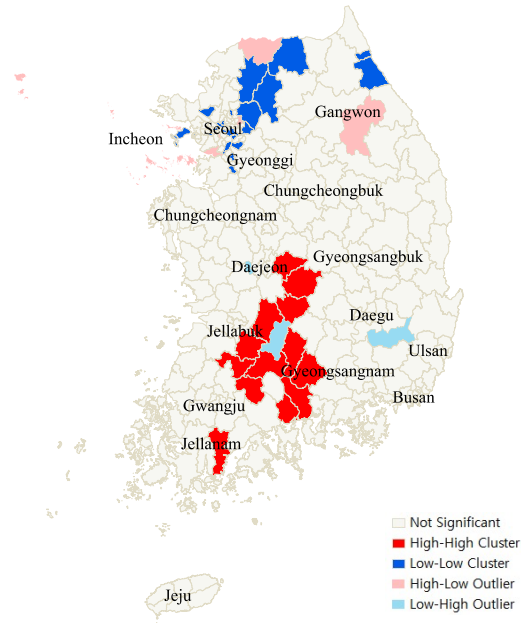 Gangwon
Seoul
Incheon
Gyeonggi
Chungcheongbuk
Chungcheongnam
Gyeongsangbuk
Daejeon
Daegu
Jellabuk
Ulsan
Gyeongsangnam
Busan
Gwangju
Jellanam
Not Significant
High-High Cluster
Low-Low Cluster
High-Low Outlier
Low-High Outlier
Jeju